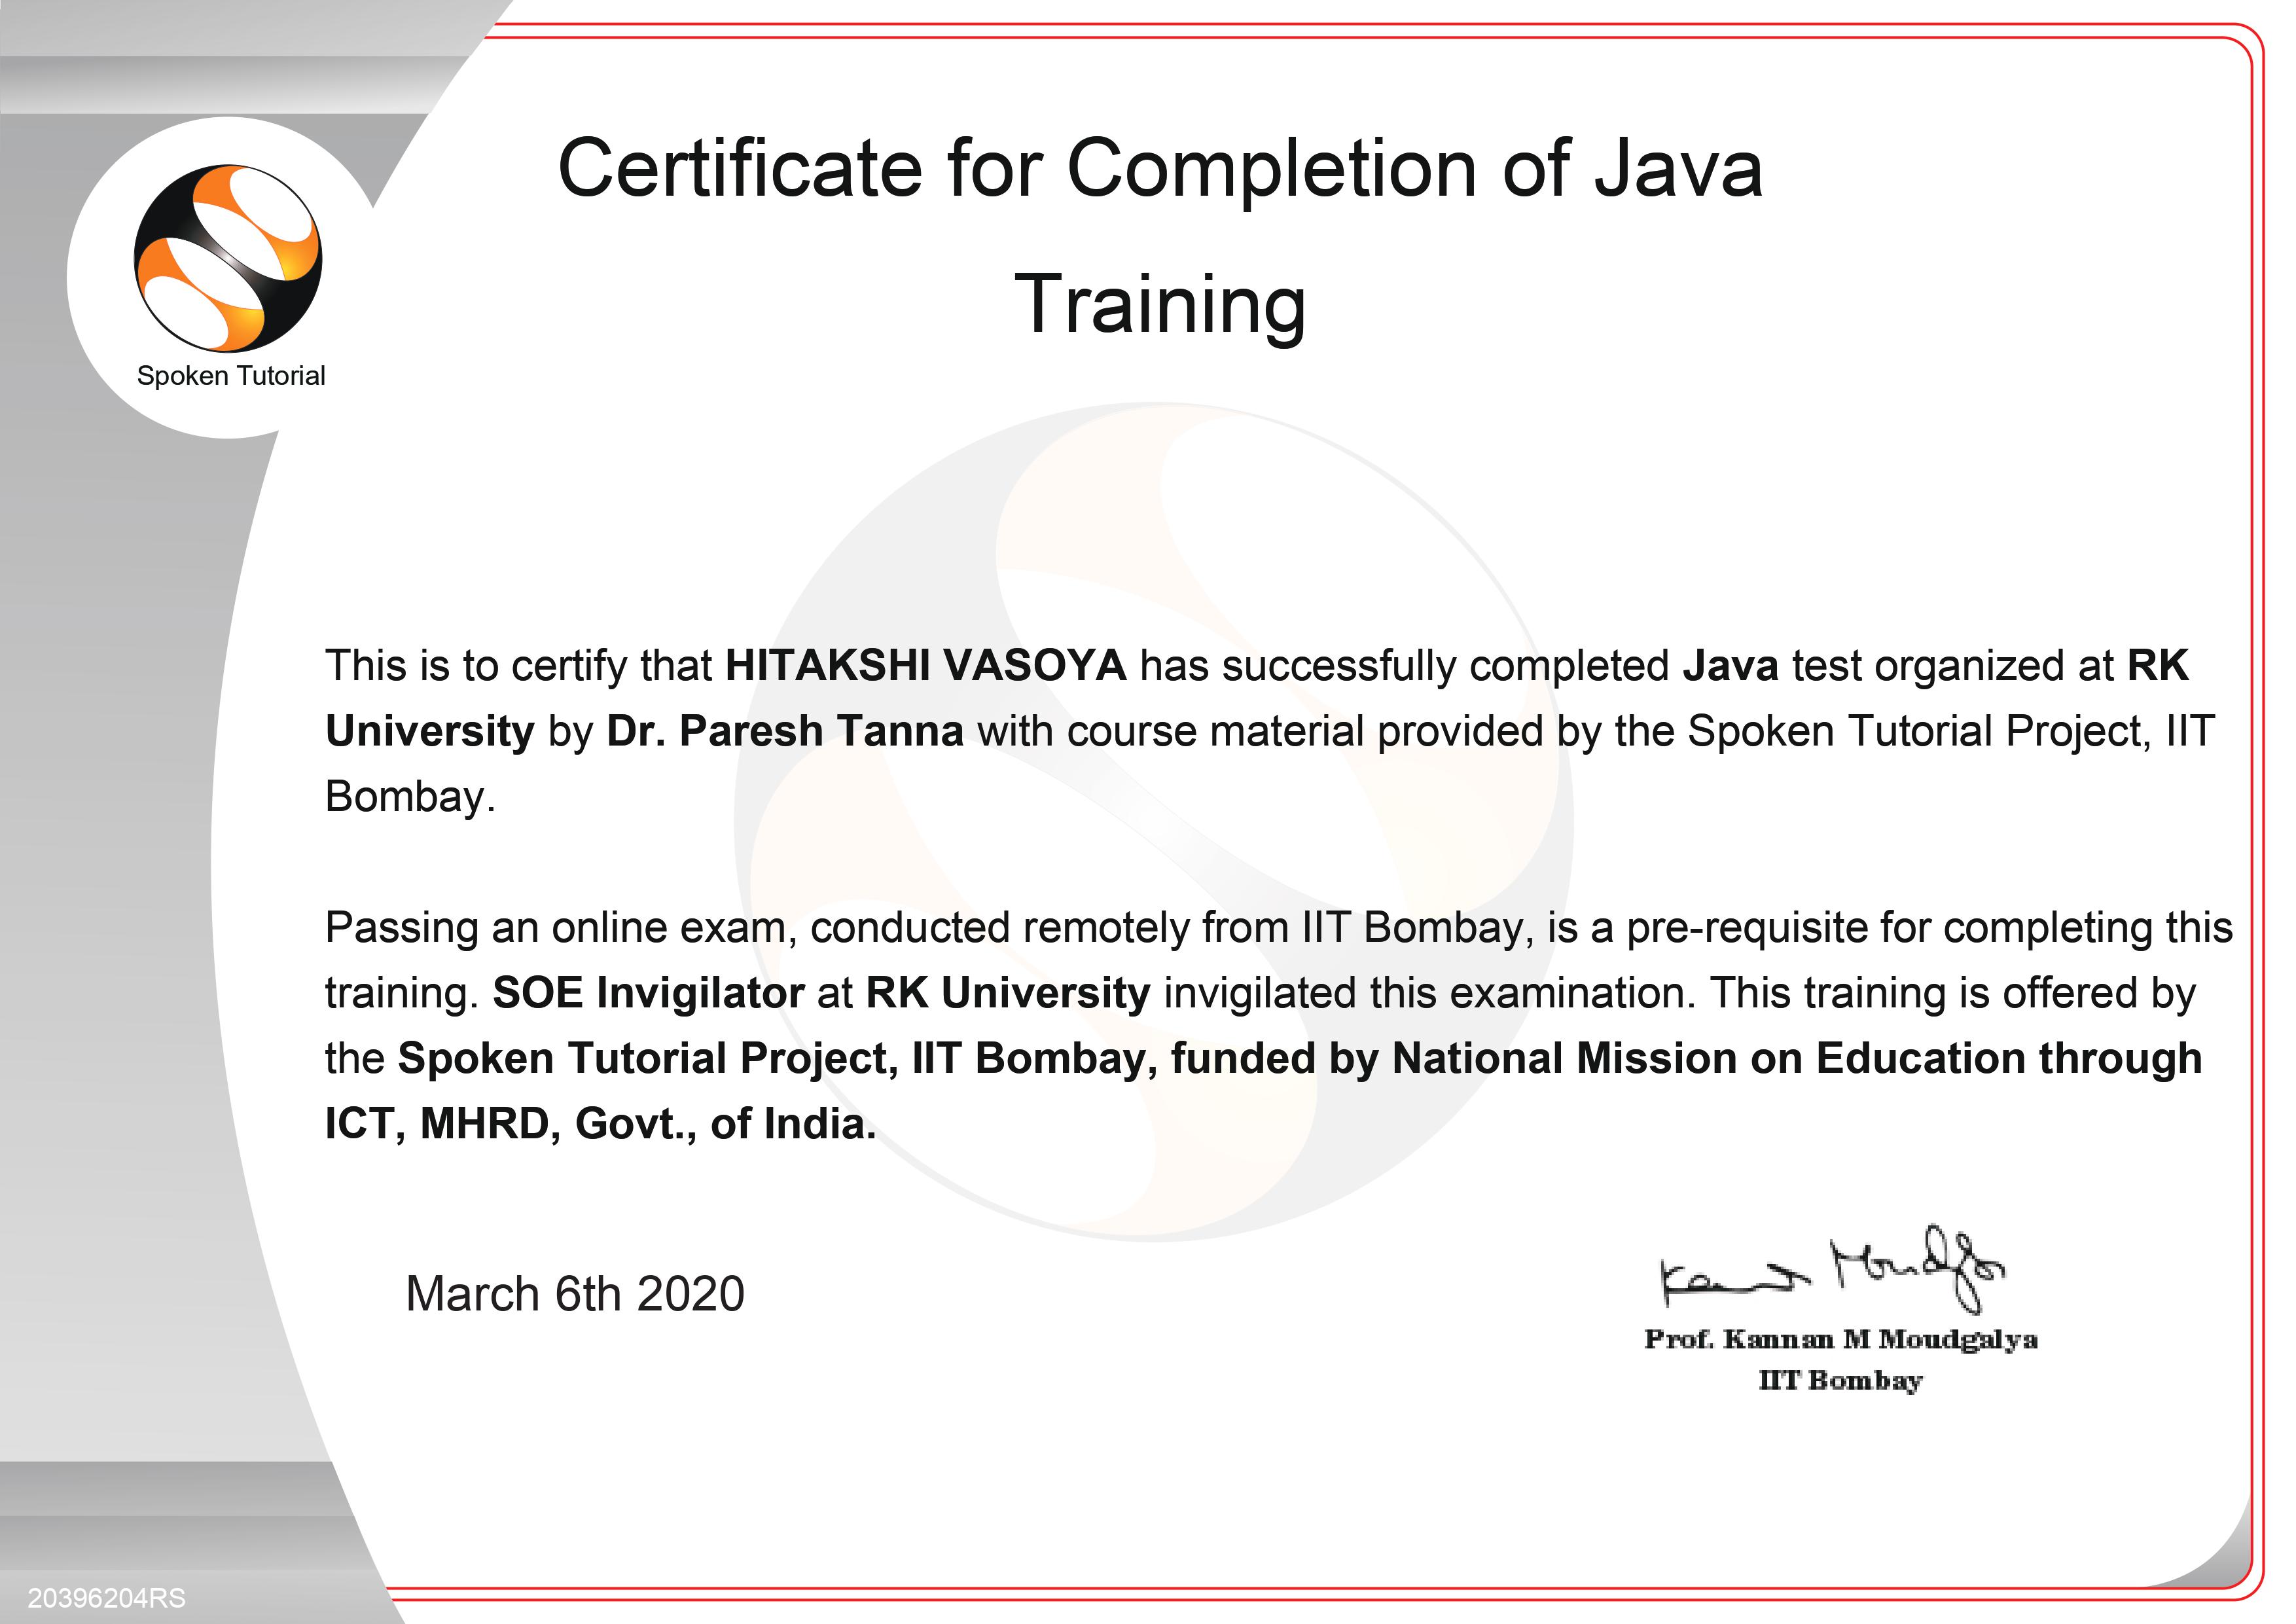 Certificate for Completion of Java
Training
Spoken Tutorial
This is to certify that HITAKSHI VASOYA has successfully completed Java test organized at RK
University by Dr. Paresh Tanna with course material provided by the Spoken Tutorial Project, IIT
Bombay.
Passing an online exam, conducted remotely from IIT Bombay, is a pre-requisite for completing this
training. SOE Invigilator at RK University invigilated this examination. This training is offered by
the Spoken Tutorial Project, IIT Bombay, funded by National Mission on Education through
ICT, MHRD, Govt., of India.
March 6th 2020
Kannan Moudgalya
Prof. Kannan M Moudgalya
IIT Bombay
20396204RS